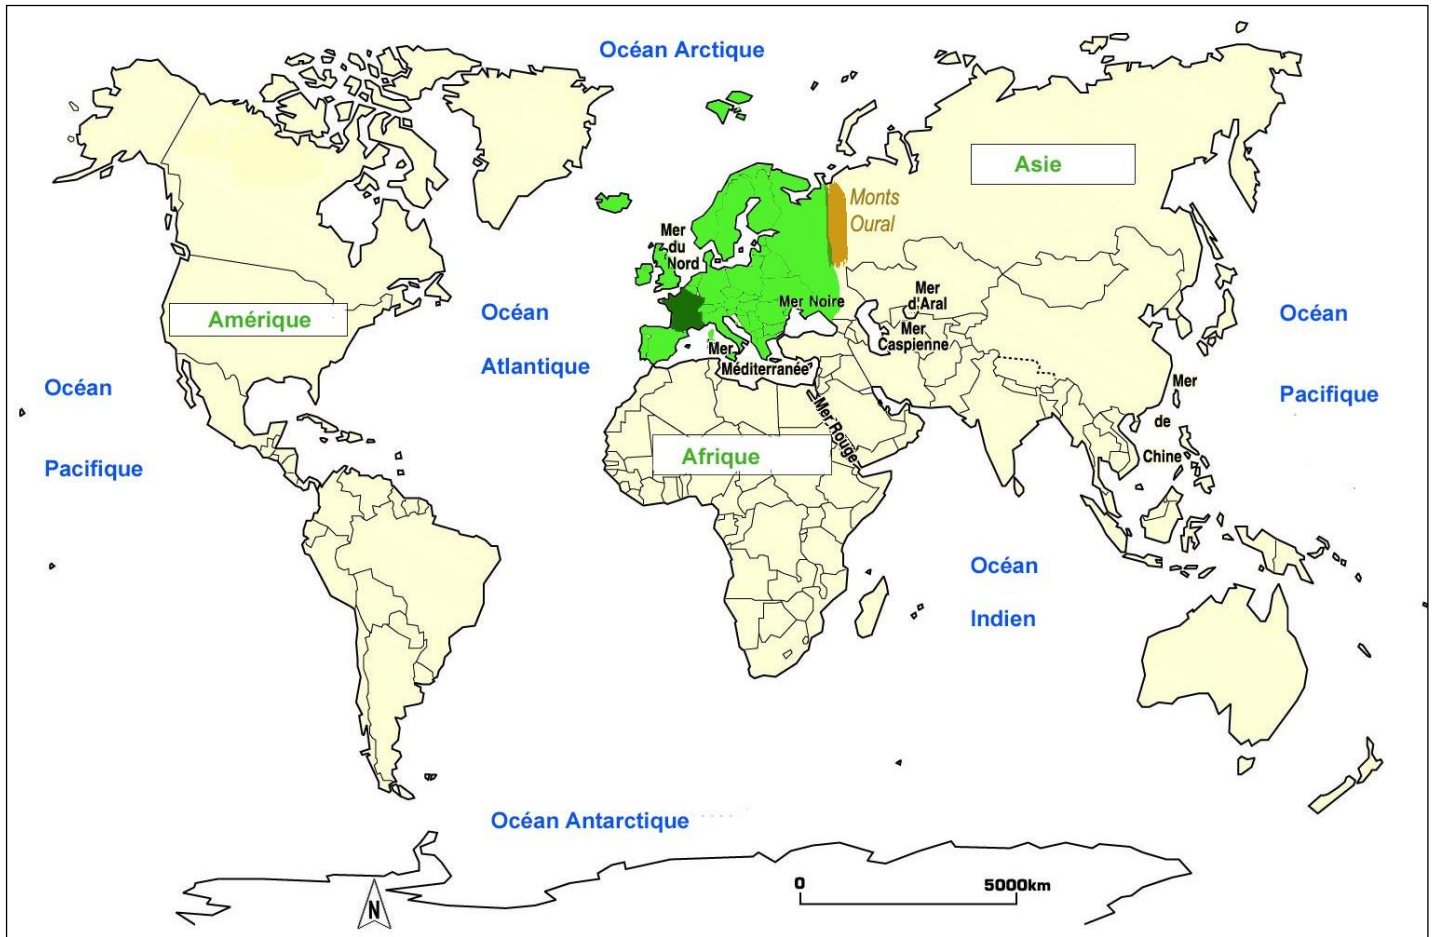 Océan Arctique
Asie
Monts
Oural
Mer
du
Nord
Mer
d'Aral
Mer Noire
Océan
Amérique
Océan
Mer
Caspienne
Mer
Méditerranée
Atlantique
Océan
Pacifique
Mer
de
Chine
Pacifique
Mer Rouge
Afrique
Océan
Indien
Océan Antarctique
0 5000km
N